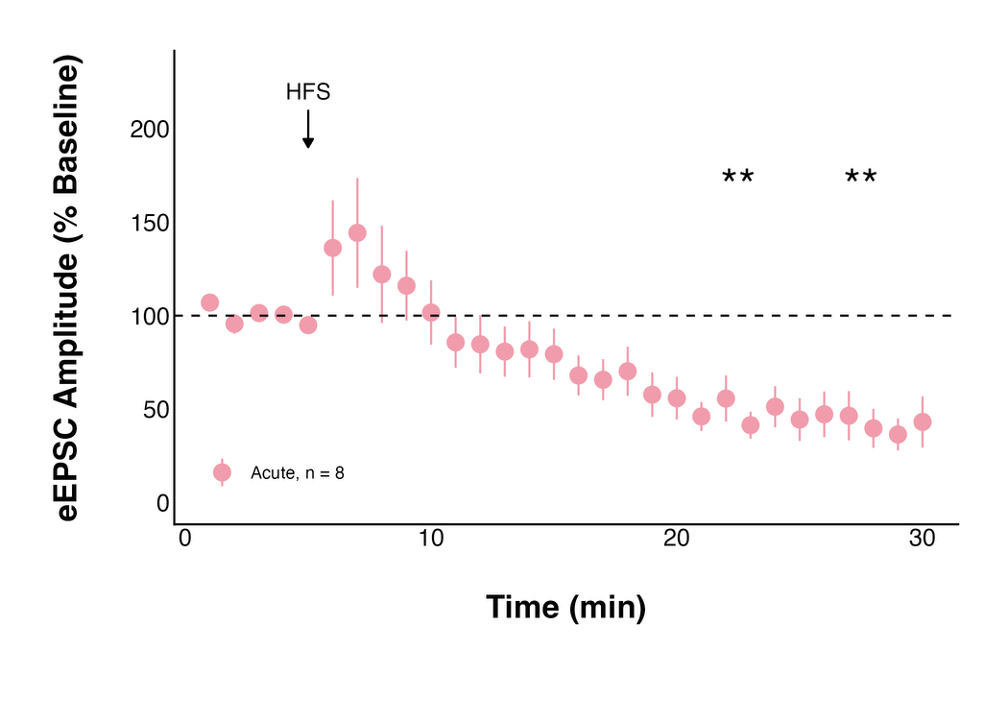 eEPSC Amplitude (% Baseline)
HFS
200
150
100
50
0
** **
Acute, n = 8
0 10 20 30
Time (min)